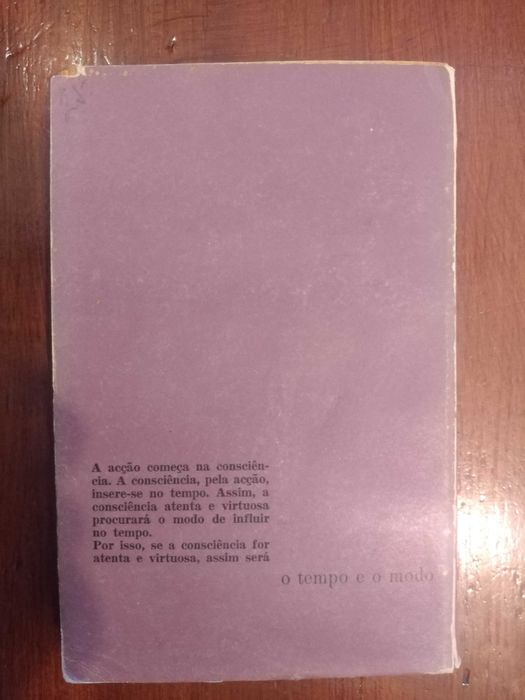 A acção começa na consciên-
cia. A consciência, pela acção,
insere-se no tempo. Assim, a
consciência atenta e virtuosa
procurará o modo de influir
no tempo.
Por isso, se a consciência for
atenta e virtuosa, assim será
o tempo e o modo